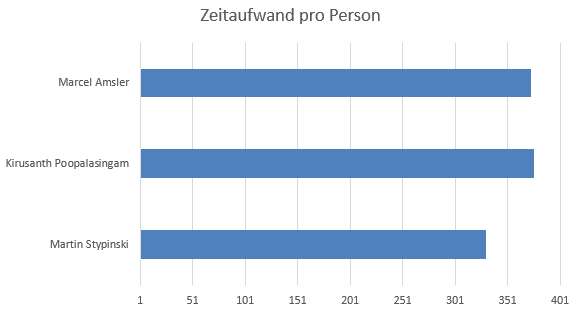 Zeitaufwand pro Person
Marcel Amsler
Kirusanth Poopalasingam
Martin Stypinski
1 51 101 151 201 251 301 351 401